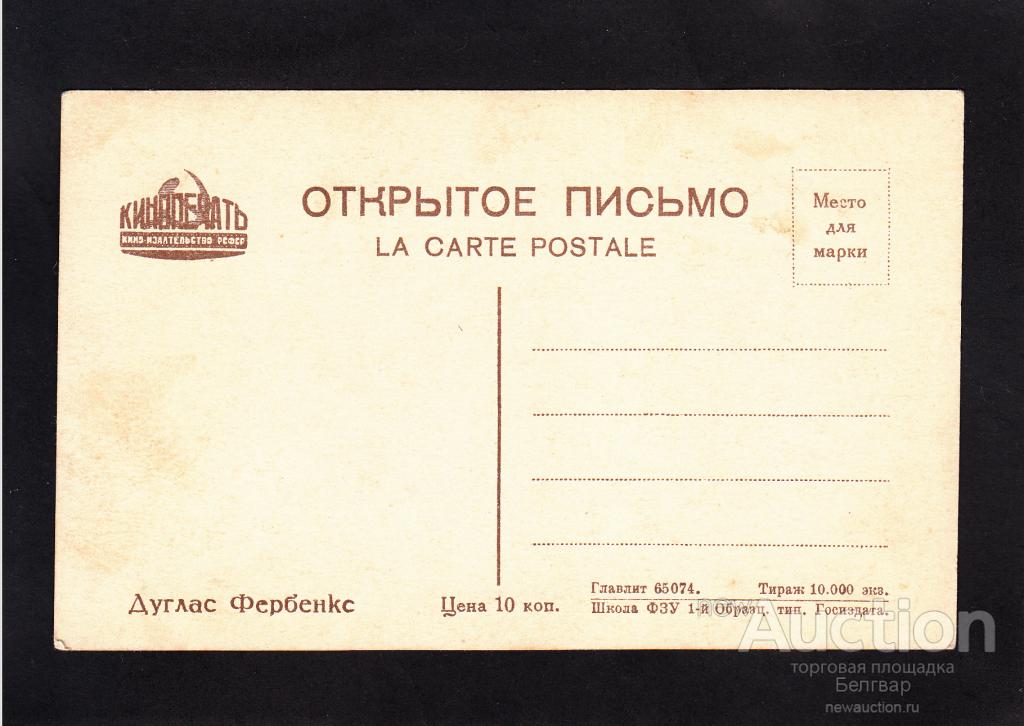 КИНОПЕЧАТЬ
КИНО-ИЗДАТЕЛЬСТВО РСФСР
ОТКРЫТОЕ ПИСЬМО
LA CARTE POSTALE
Место
для
марки
Дуглас Фербенкс
Цена 10 коп.
Главлит 65074. Тираж 10.000 экз.
Школа ФЗУ 1-й Образц. тип. Госиздата.
Auction
торговая площадка
Белгвар
newauction.ru